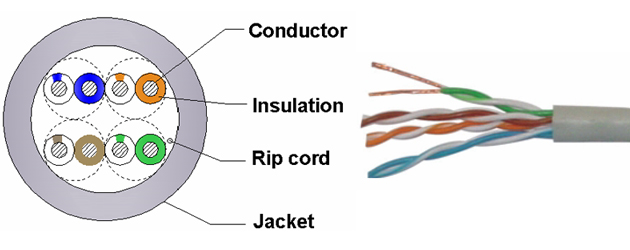 Conductor
Insulation
Rip cord
Jacket